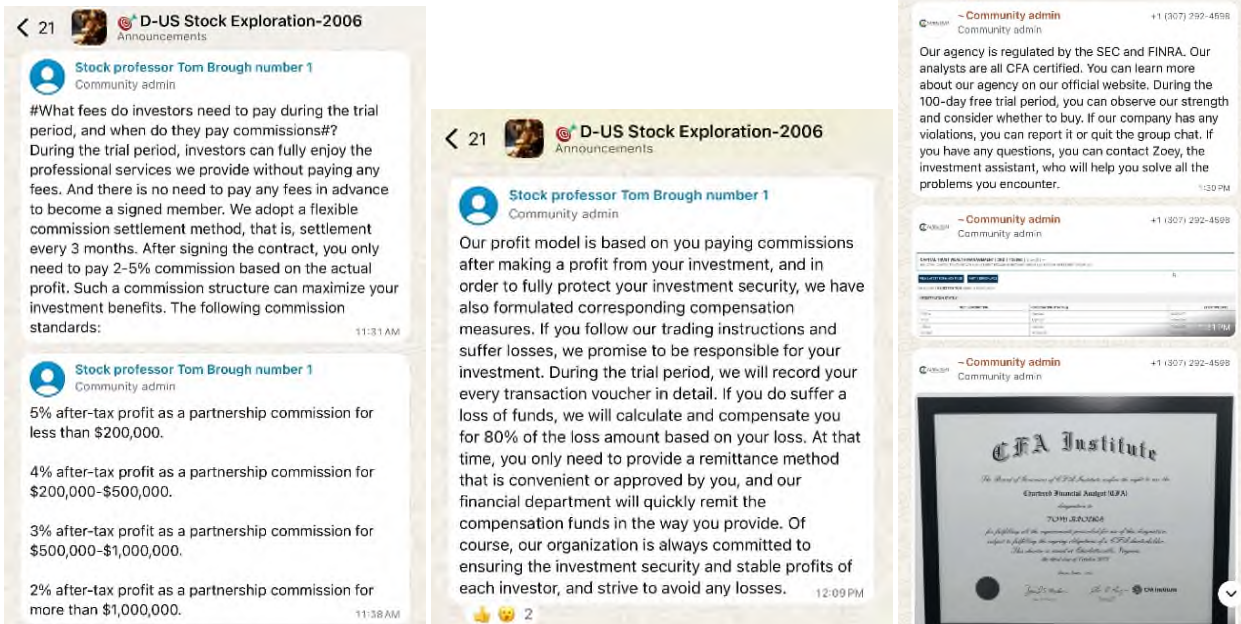 21
D-US Stock Exploration-2006
Announcements
Stock professor Tom Brough number 1
Community admin
#What fees do investors need to pay during the trial
period, and when do they pay commissions#?
During the trial period, investors can fully enjoy the
professional services we provide without paying any
fees. And there is no need to pay any fees in advance
to become a signed member. We adopt a flexible
commission settlement method, that is, settlement
every 3 months. After signing the contract, you only
need to pay 2-5% commission based on the actual
profit. Such a commission structure can maximize your
investment benefits. The following commission
standards:
11:31 AM
Stock professor Tom Brough number 1
Community admin
5% after-tax profit as a partnership commission for
less than $200,000.
4% after-tax profit as a partnership commission for
$200,000-$500,000.
3% after-tax profit as a partnership commission for
$500,000-$1,000,000.
2% after-tax profit as a partnership commission for
more than $1,000,000.
11:38 AM
21
D-US Stock Exploration-2006
Announcements
Stock professor Tom Brough number 1
Community admin
Our profit model is based on you paying commissions
after making a profit from your investment, and in
order to fully protect your investment security, we have
also formulated corresponding compensation
measures. If you follow our trading instructions and
suffer losses, we promise to be responsible for your
investment. During the trial period, we will record your
every transaction voucher in detail. If you do suffer a
loss of funds, we will calculate and compensate you
for 80% of the loss amount based on your loss. At that
time, you only need to provide a remittance method
that is convenient or approved by you, and our
financial department will quickly remit the
compensation funds in the way you provide. Of
course, our organization is always committed to
ensuring the investment security and stable profits of
each investor, and strive to avoid any losses.
12:09 PM
2
~Community admin
+1 (307) 292-4598
Community admin
Our agency is regulated by the SEC and FINRA. Our
analysts are all CFA certified. You can learn more
about our agency on our official website. During the
100-day free trial period, you can observe our strength
and consider whether to buy. If our company has any
violations, you can report it or quit the group chat. If
you have any questions, you can contact Zoey, the
investment assistant, who will help you solve all the
problems you encounter.
1:30 PM
~Community admin
+1 (307) 292-4598
Community admin
~Community admin
+1 (307) 292-4598
Community admin
CFA Institute
Chartered Financial Analyst (CFA)
CFA Institute